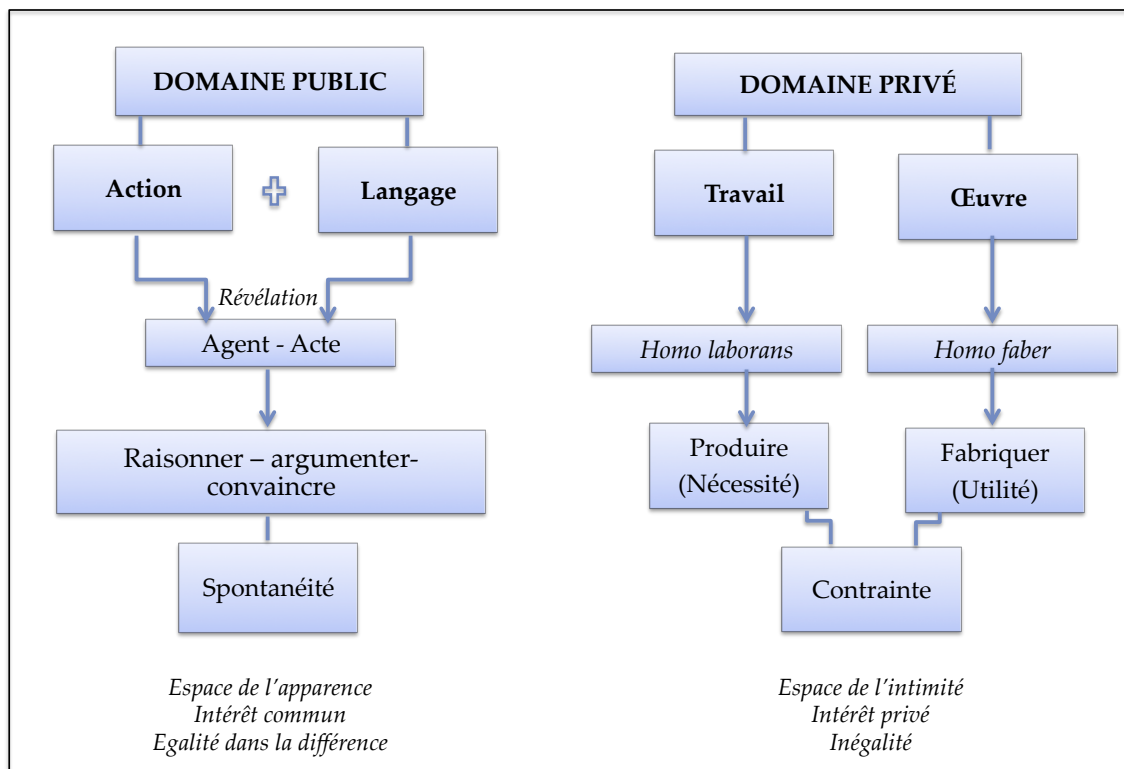 DOMAINE PUBLIC
Action
Langage
Révélation
Agent - Acte
Raisonner – argumenter-
convaincre
Spontanéité
Espace de l’apparence
Intérêt commun
Egalité dans la différence
DOMAINE PRIVÉ
Travail
Œuvre
Homo laborans
Homo faber
Produire
(Nécessité)
Fabriquer
(Utilité)
Contrainte
Espace de l’intimité
Intérêt privé
Inégalité